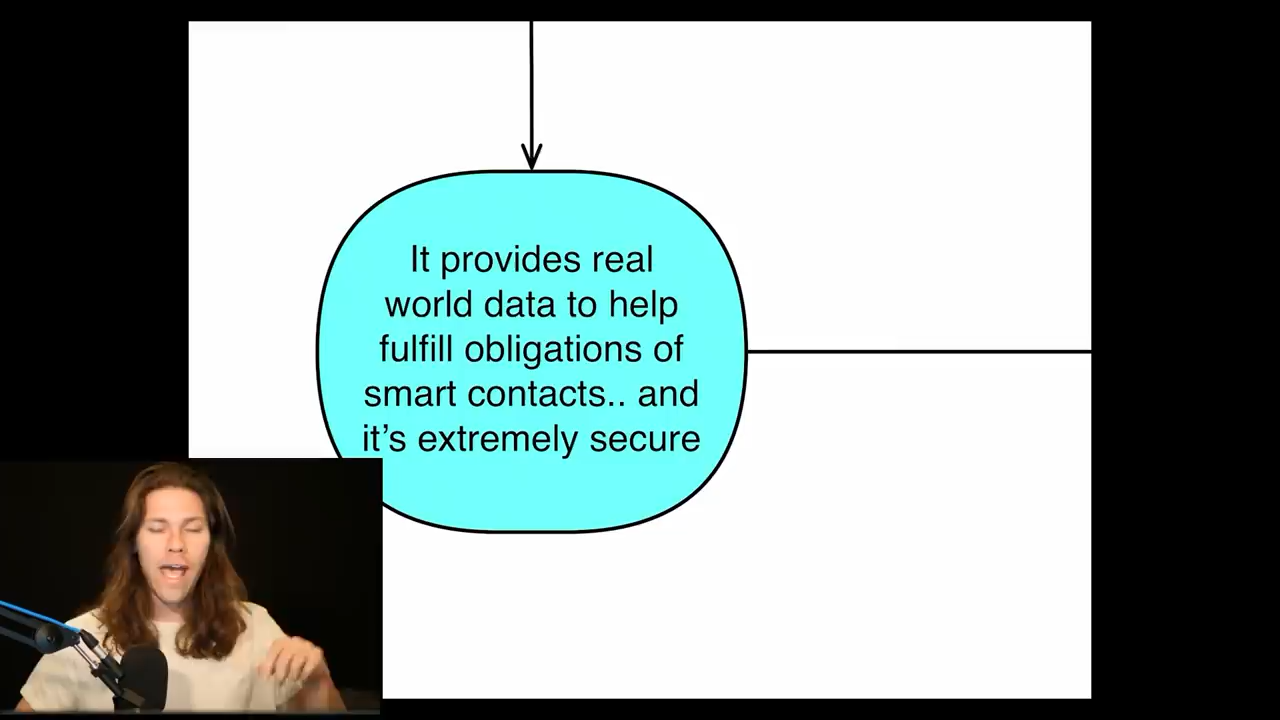 It provides real
world data to help
fulfill obligations of
smart contacts.. and
it’s extremely secure